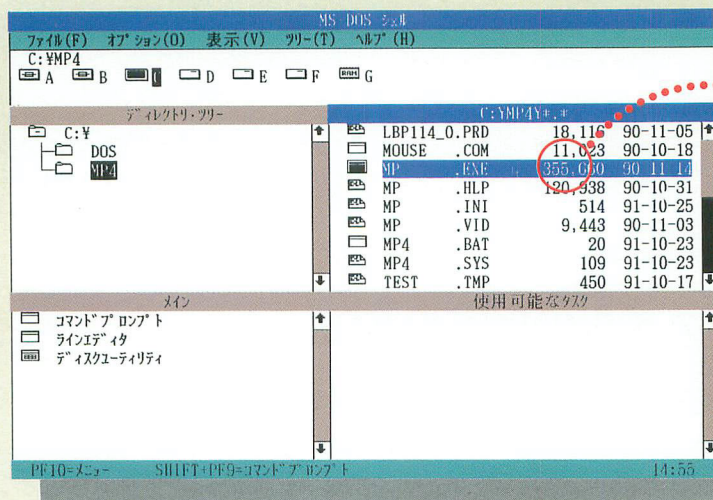 MS-DOS シェル
ファイル(F) オプション(O) 表示(V) ツリー(T) ヘルプ(H)
C:¥MP4
A B C D E F RAM G
ディレクトリ・ツリー
C:¥
DOS
MP4
C:¥MP4¥*.*
LBP114_0.PRD 18,116 90-11-05
MOUSE .COM 11,023 90-10-18
MP .EXE 355,650 90-11-14
MP .HLP 120,938 90-10-31
MP .INI 514 91-10-25
MP .VID 9,443 90-11-03
MP4 .BAT 20 91-10-23
MP4 .SYS 109 91-10-23
TEST .TMP 450 91-10-17
メイン
コマンドプロンプト
ラインエディタ
ディスクユーティリティ
使用可能なタスク
PF10=メニュー SHIFT+PF9=コマンドプロンプト 14:55